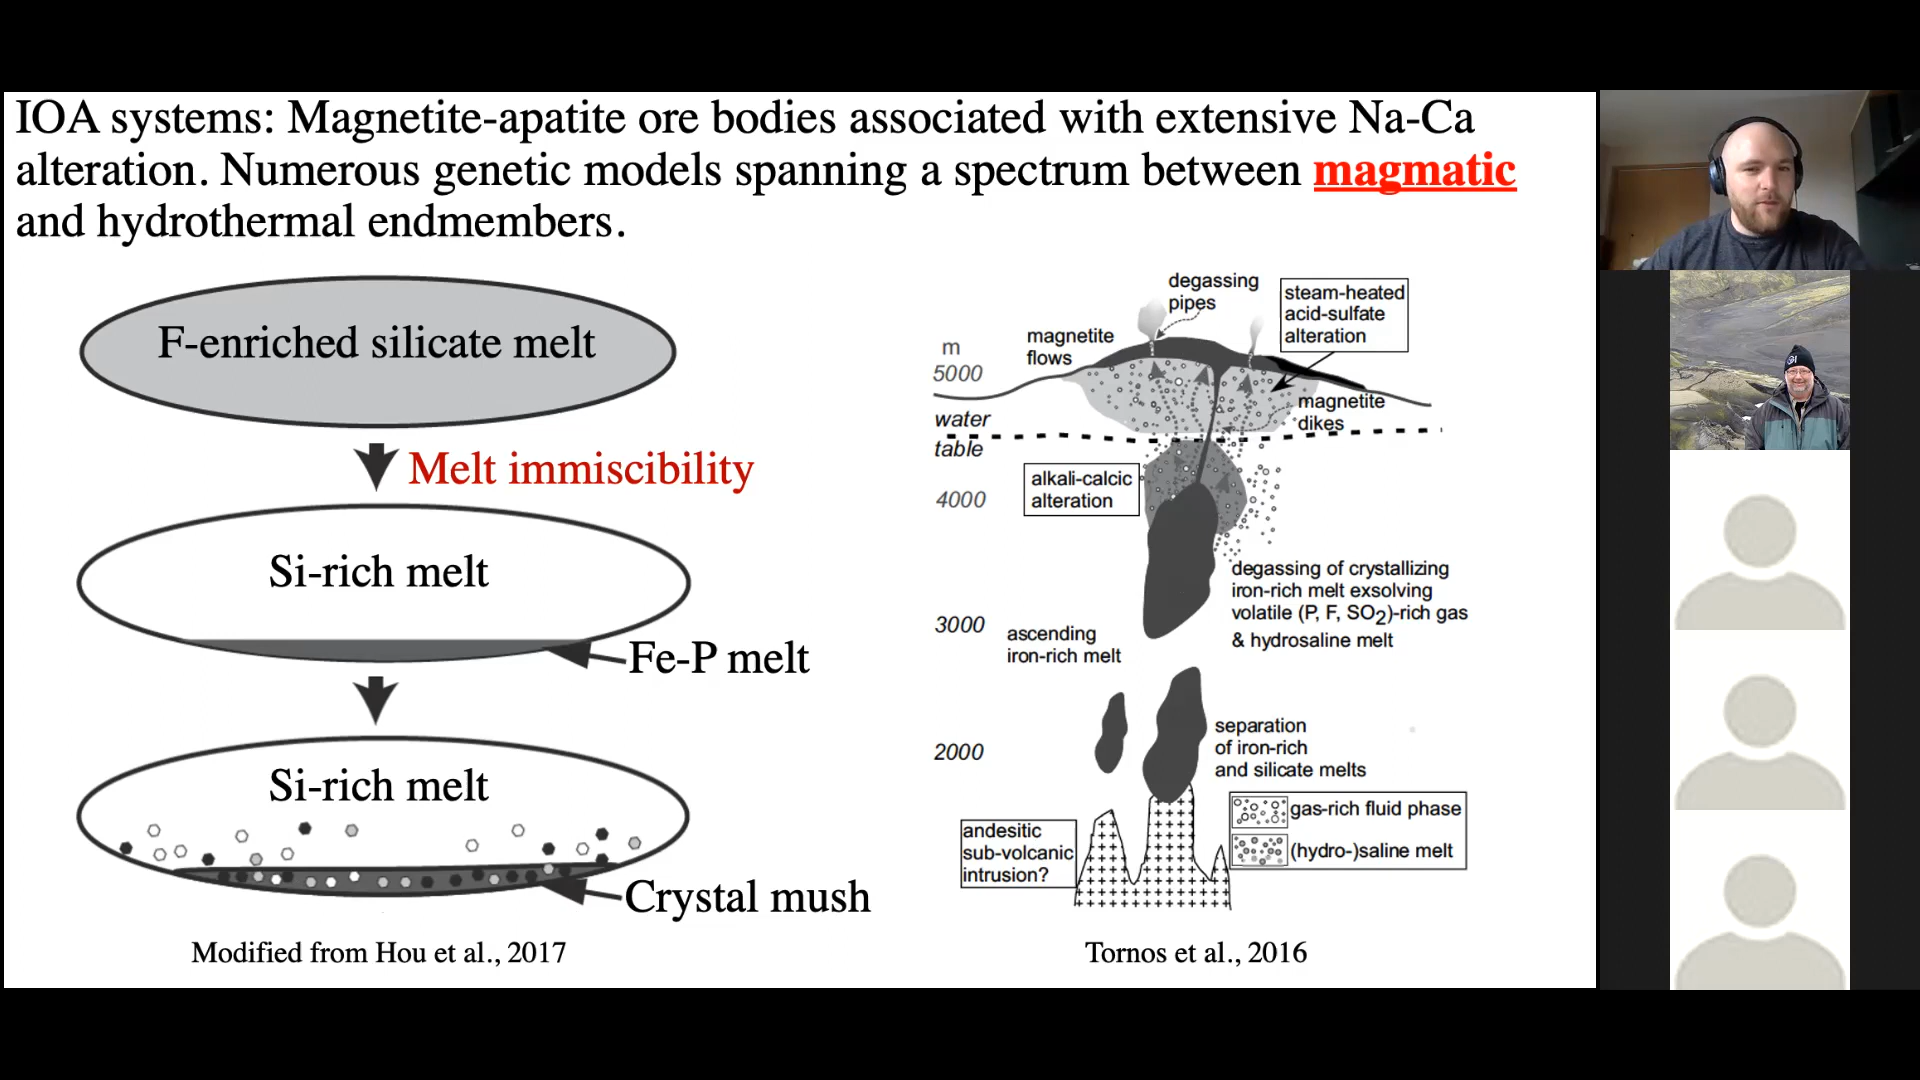 IOA systems: Magnetite-apatite ore bodies associated with extensive Na-Ca
alteration. Numerous genetic models spanning a spectrum between magmatic
and hydrothermal endmembers.
F-enriched silicate melt
Melt immiscibility
Si-rich melt
Fe-P melt
Si-rich melt
Crystal mush
Modified from Hou et al., 2017
degassing
pipes
steam-heated
acid-sulfate
alteration
magnetite
flows
m
5000
magnetite
dikes
water
table
alkali-calcic
alteration
4000
degassing of crystallizing
iron-rich melt exsolving
volatile (P, F, SO2)-rich gas
& hydrosaline melt
3000
ascending
iron-rich melt
separation
of iron-rich
and silicate melts
2000
gas-rich fluid phase
(hydro-)saline melt
andesitic
sub-volcanic
intrusion?
Tornos et al., 2016